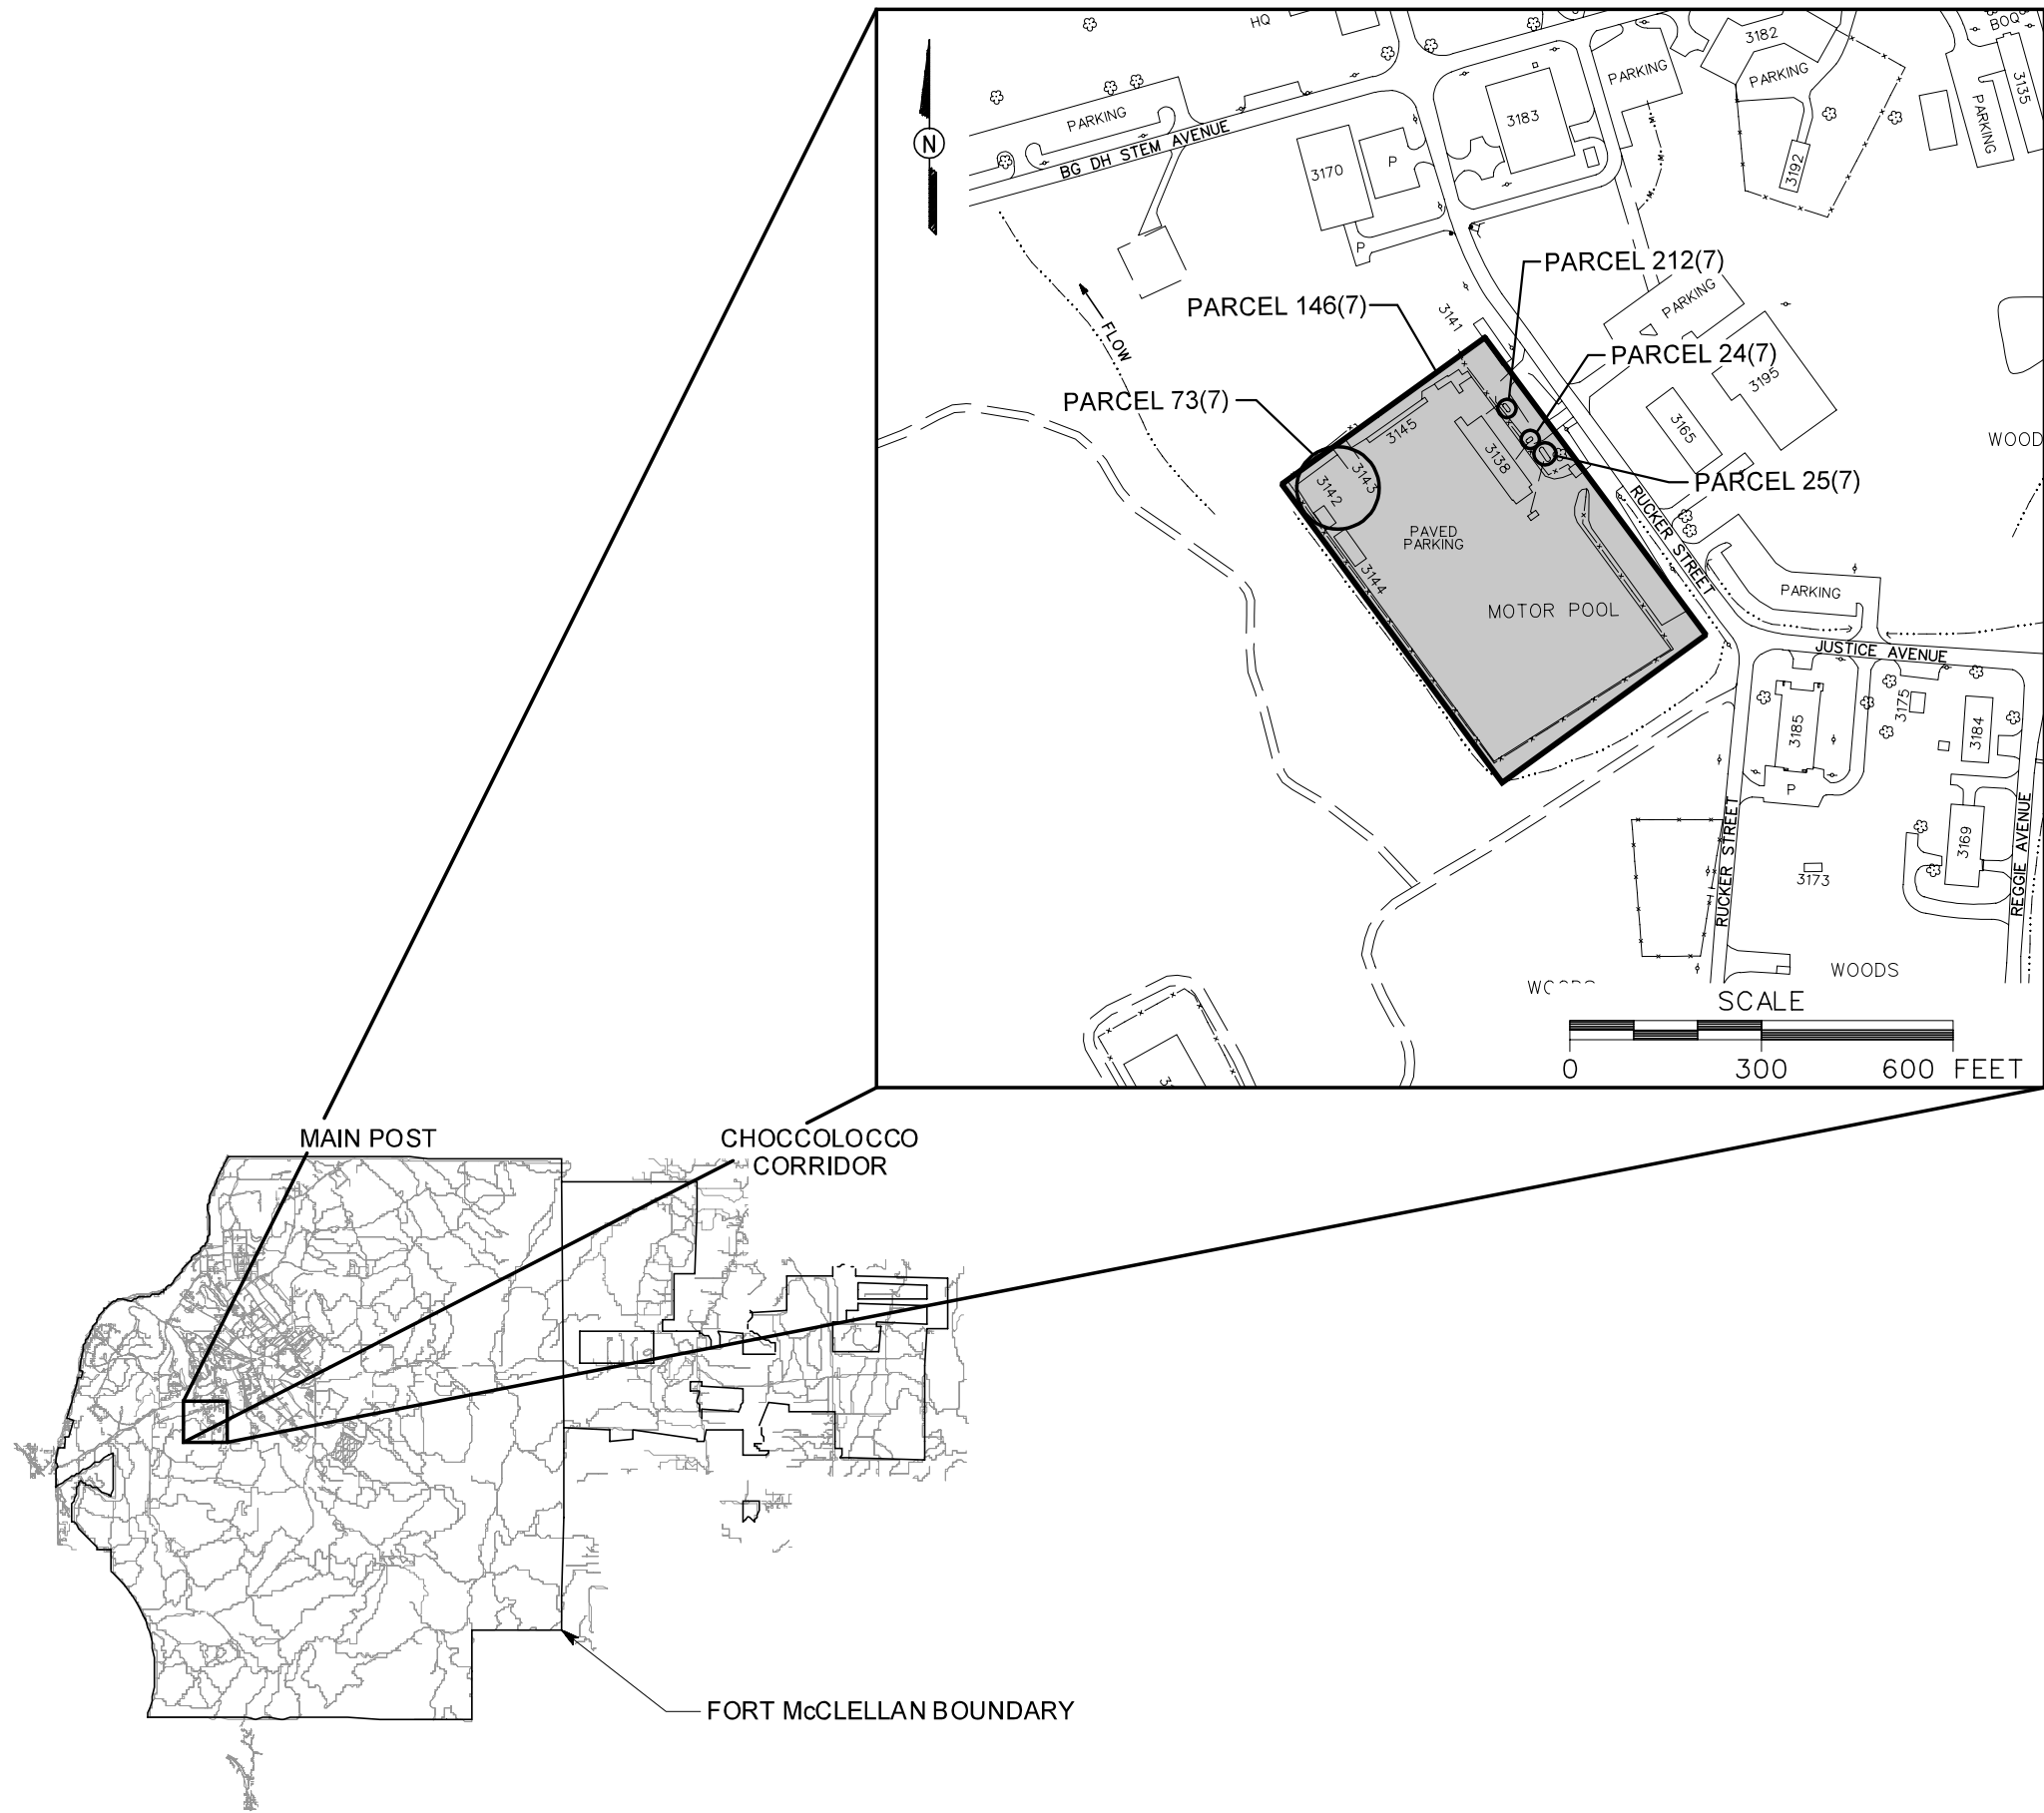 HQ
3182
BOQ
PARKING
PARKING
3135
PARKING
PARKING
3183
BG DH STEM AVENUE
N
3170
P
3192
P
PARCEL 212(7)
PARKING
PARCEL 146(7)
3141
FLOW
PARCEL 24(7)
3195
PARCEL 73(7)
3145
3165
WOOD
3138
3143
3142
PARCEL 25(7)
RUCKER STREET
PAVED
PARKING
3144
MOTOR POOL
PARKING
JUSTICE AVENUE
3175
3185
3184
P
RUCKER STREET
3169
REGGIE AVENUE
3173
WOODS
SCALE
0 300 600 FEET
MAIN POST
CHOCCOLOCCO
CORRIDOR
FORT McCLELLAN BOUNDARY